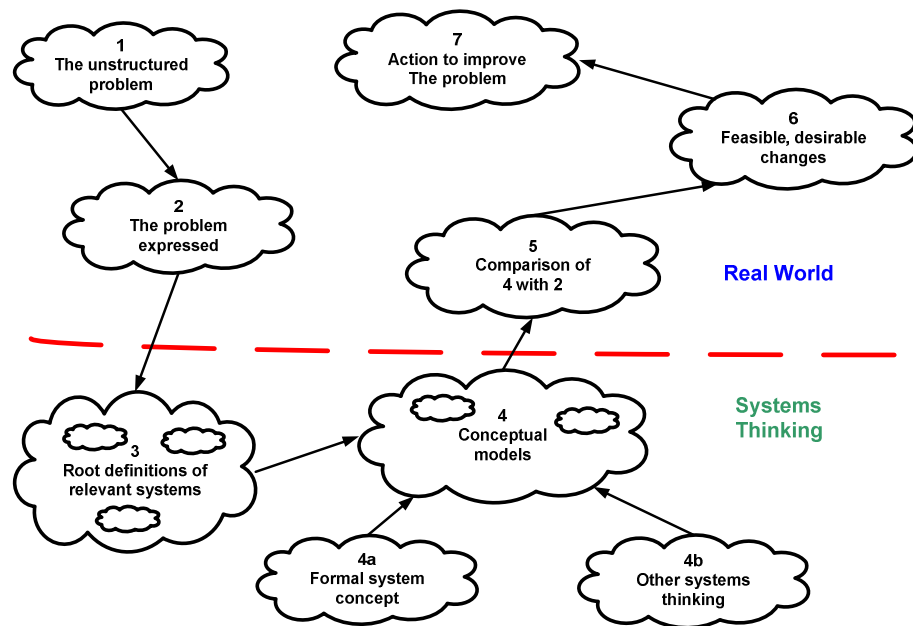 1
The unstructured
problem
2
The problem
expressed
3
Root definitions of
relevant systems
4
Conceptual
models
4a
Formal system
concept
4b
Other systems
thinking
5
Comparison of
4 with 2
6
Feasible, desirable
changes
7
Action to improve
The problem
Real World
Systems
Thinking